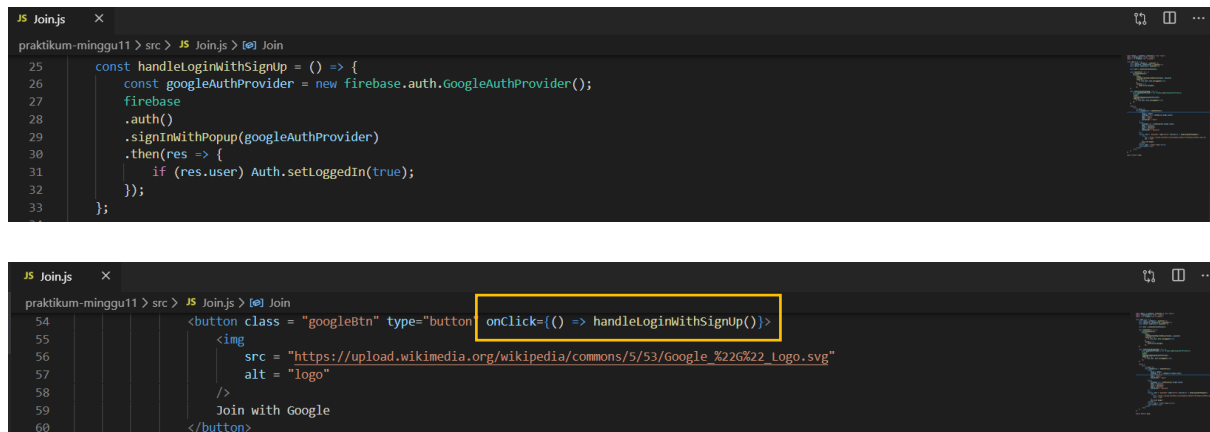 JS Join.js ×
praktikum-minggu11 > src > JS Join.js > Join
25 const handleLoginWithSignUp = () => {
26 const googleAuthProvider = new firebase.auth.GoogleAuthProvider();
27 firebase
28 .auth()
29 .signInWithPopup(googleAuthProvider)
30 .then(res => {
31 if (res.user) Auth.setLoggedIn(true);
32 });
33 };
JS Join.js ×
praktikum-minggu11 > src > JS Join.js > Join
54 <button class = "googleBtn" type="button" onClick={() => handleLoginWithSignUp()}>
55 <img
56 src = "https://upload.wikimedia.org/wikipedia/commons/5/53/Google_%22G%22_Logo.svg"
57 alt = "logo"
58 />
59 Join with Google
60 </button>